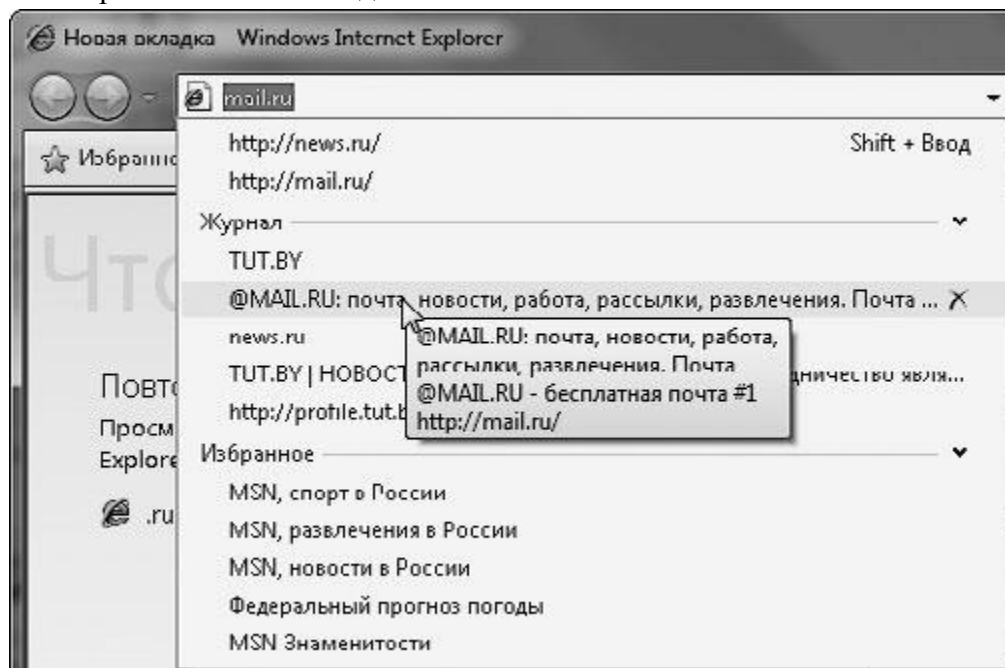 Новая вкладка Windows Internet Explorer
mail.ru
http://news.ru/ Shift + Ввод
Избранно
http://mail.ru/
Журнал
Что
TUT.BY
@MAIL.RU: почта, новости, работа, рассылки, развлечения. Почта ...
news.ru
@MAIL.RU: почта, новости, работа,
рассылки, развлечения. Почта
@MAIL.RU - бесплатная почта #1
http://mail.ru/
TUT.BY | НОВОСТ дничество явля...
Повто
http://profile.tut.b
Просм
Explore
Избранное
MSN, спорт в России
.ru
MSN, развлечения в России
MSN, новости в России
Федеральный прогноз погоды
MSN Знаменитости